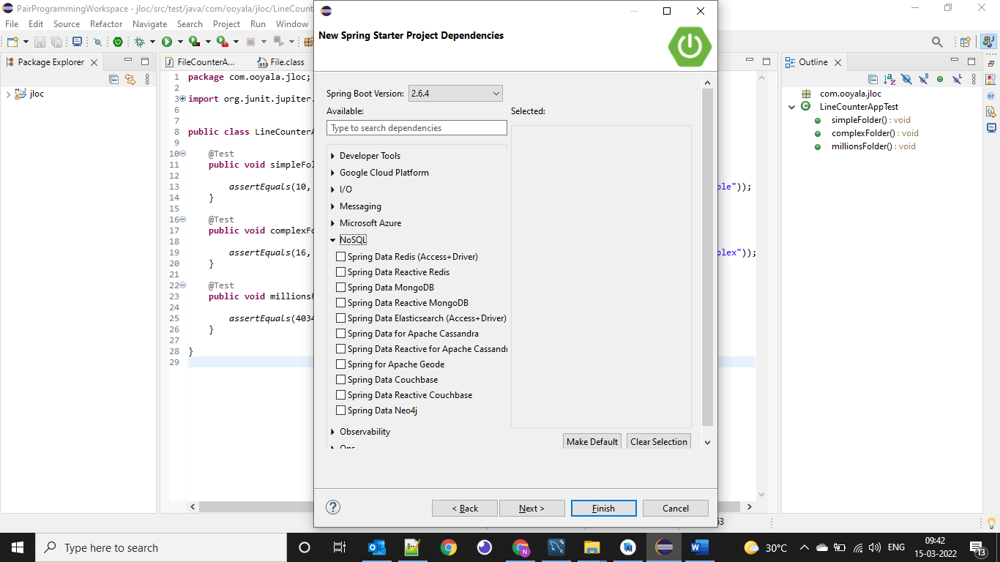 PairProgrammingWorkspace - jloc/src/test/java/com/ooyala/jloc/LineCount
File Edit Source Refactor Navigate Search Project Run Window
Package Explorer
jloc
FileCounterA...
File.class
1 package com.ooyala.jloc;
2
3 import org.junit.jupiter.
6
7
8 public class LineCounterA
9
10 @Test
11 public void simpleFol
12
13 assertEquals(10, ple"));
14 }
15
16 @Test
17 public void complexFo
18
19 assertEquals(16, plex"));
20 }
21
22 @Test
23 public void millionsF
24
25 assertEquals(4034
26 }
27
28 }
29
New Spring Starter Project Dependencies
Spring Boot Version: 2.6.4
Available:
Selected:
Type to search dependencies
Developer Tools
Google Cloud Platform
I/O
Messaging
Microsoft Azure
NoSQL
Spring Data Redis (Access+Driver)
Spring Data Reactive Redis
Spring Data MongoDB
Spring Data Reactive MongoDB
Spring Data Elasticsearch (Access+Driver)
Spring Data for Apache Cassandra
Spring Data Reactive for Apache Cassandr
Spring for Apache Geode
Spring Data Couchbase
Spring Data Reactive Couchbase
Spring Data Neo4j
Observability
Ops
Make Default
Clear Selection
?
< Back
Next >
Finish
Cancel
Outline
com.ooyala.jloc
LineCounterAppTest
simpleFolder() : void
complexFolder() : void
millionsFolder() : void
Type here to search
30°C
ENG
09:42
15-03-2022
13